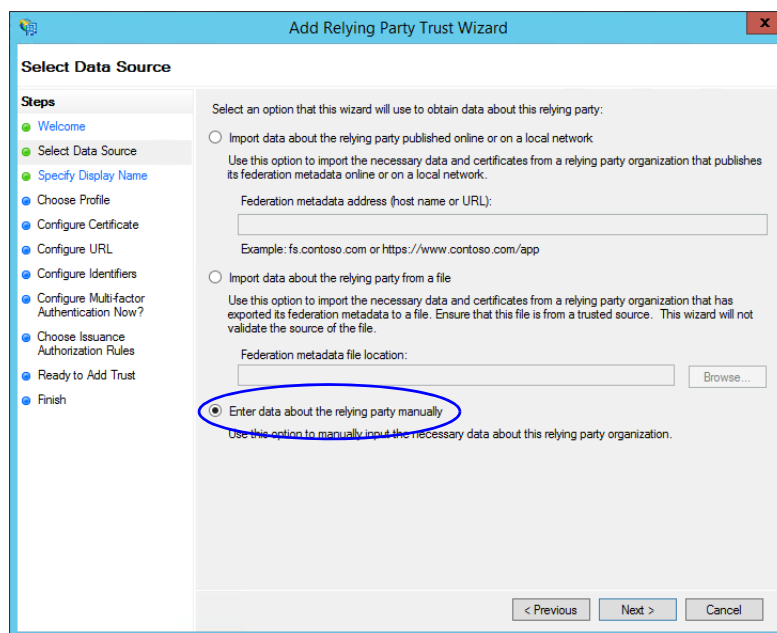 Add Relying Party Trust Wizard
x
Select Data Source
Steps
Welcome
Select Data Source
Specify Display Name
Choose Profile
Configure Certificate
Configure URL
Configure Identifiers
Configure Multi-factor
Authentication Now?
Choose Issuance
Authorization Rules
Ready to Add Trust
Finish
Select an option that this wizard will use to obtain data about this relying party:
Import data about the relying party published online or on a local network
Use this option to import the necessary data and certificates from a relying party organization that publishes
its federation metadata online or on a local network.
Federation metadata address (host name or URL):
Example: fs.contoso.com or https://www.contoso.com/app
Import data about the relying party from a file
Use this option to import the necessary data and certificates from a relying party organization that has
exported its federation metadata to a file. Ensure that this file is from a trusted source. This wizard will not
validate the source of the file.
Federation metadata file location:
Browse...
Enter data about the relying party manually
Use this option to manually input the necessary data about this relying party organization.
< Previous
Next >
Cancel